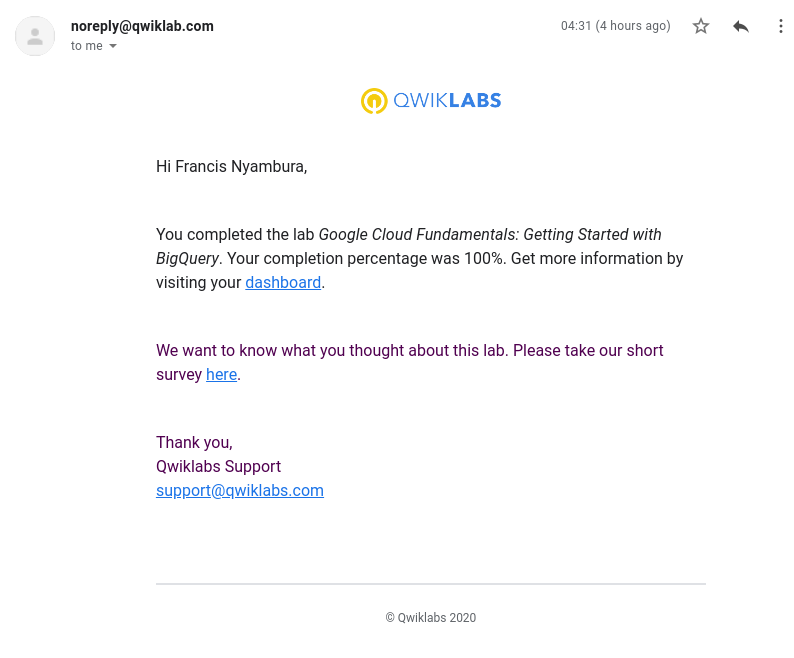 noreply@qwiklab.com
04:31 (4 hours ago)
to me
QWIKLABS
Hi Francis Nyambura,
You completed the lab Google Cloud Fundamentals: Getting Started with
BigQuery. Your completion percentage was 100%. Get more information by
visiting your dashboard.
We want to know what you thought about this lab. Please take our short
survey here.
Thank you,
Qwiklabs Support
support@qwiklabs.com
© Qwiklabs 2020